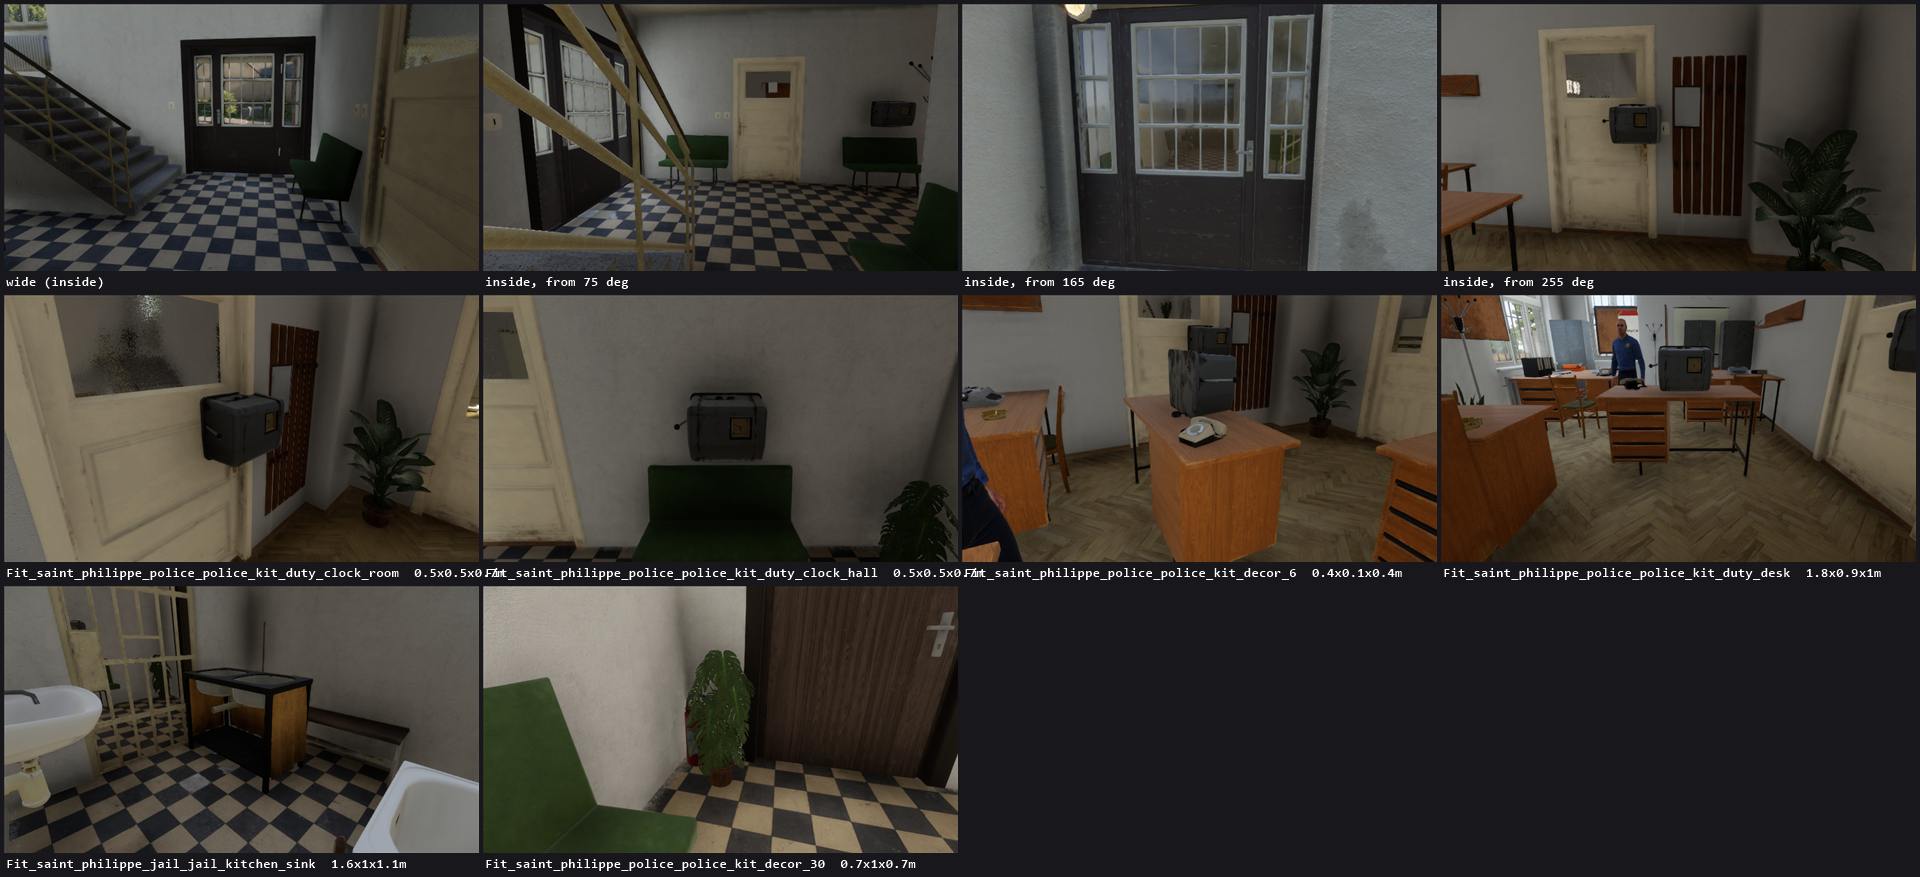 wide (inside)
inside, from 75 deg
inside, from 165 deg
inside, from 255 deg
Fit_saint_philippe_police_police_kit_duty_clock_room 0.5x0.5x0.
Fit_saint_philippe_police_police_kit_duty_clock_hall 0.5x0.5x0.
Fit_saint_philippe_police_police_kit_decor_6 0.4x0.1x0.4m
Fit_saint_philippe_police_police_kit_duty_desk 1.8x0.9x1m
Fit_saint_philippe_jail_jail_kitchen_sink 1.6x1x1.1m
Fit_saint_philippe_police_police_kit_decor_30 0.7x1x0.7m